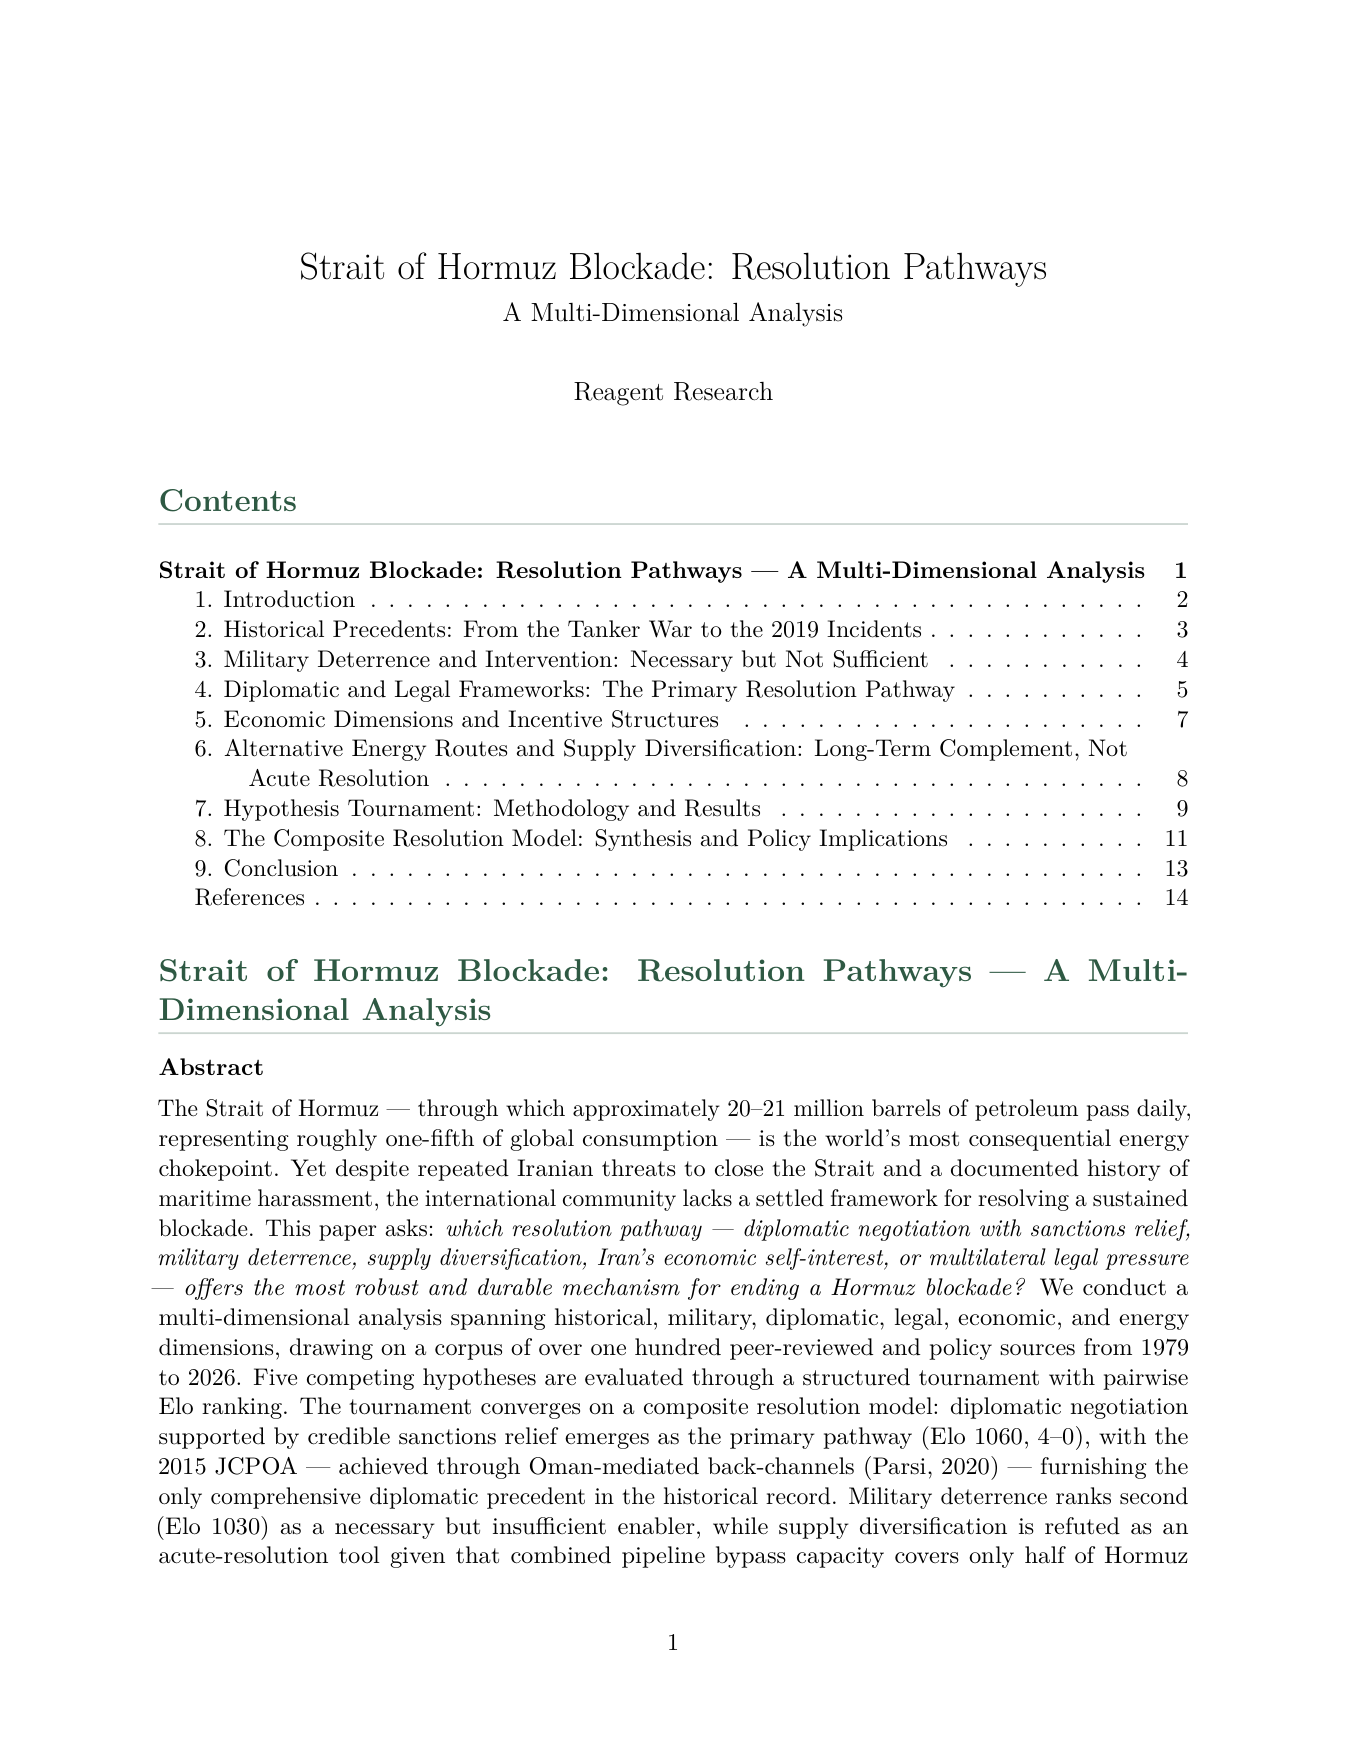 Strait of Hormuz Blockade: Resolution Pathways
A Multi-Dimensional Analysis
Reagent Research
Contents
Strait of Hormuz Blockade: Resolution Pathways — A Multi-Dimensional Analysis 1
1. Introduction . . . . . . . . . . . . . . . . . . . . . . . . . . . . . . . . . . . . . . . . . . 2
2. Historical Precedents: From the Tanker War to the 2019 Incidents . . . . . . . . . . . . 3
3. Military Deterrence and Intervention: Necessary but Not Sufficient . . . . . . . . . . . 4
4. Diplomatic and Legal Frameworks: The Primary Resolution Pathway . . . . . . . . . . 5
5. Economic Dimensions and Incentive Structures . . . . . . . . . . . . . . . . . . . . . . 7
6. Alternative Energy Routes and Supply Diversification: Long-Term Complement, Not
Acute Resolution . . . . . . . . . . . . . . . . . . . . . . . . . . . . . . . . . . . . . . 8
7. Hypothesis Tournament: Methodology and Results . . . . . . . . . . . . . . . . . . . . 9
8. The Composite Resolution Model: Synthesis and Policy Implications . . . . . . . . . . 11
9. Conclusion . . . . . . . . . . . . . . . . . . . . . . . . . . . . . . . . . . . . . . . . . . . 13
References . . . . . . . . . . . . . . . . . . . . . . . . . . . . . . . . . . . . . . . . . . . . . 14
Strait of Hormuz Blockade: Resolution Pathways — A Multi-
Dimensional Analysis
Abstract
The Strait of Hormuz — through which approximately 20–21 million barrels of petroleum pass daily,
representing roughly one-fifth of global consumption — is the world's most consequential energy
chokepoint. Yet despite repeated Iranian threats to close the Strait and a documented history of
maritime harassment, the international community lacks a settled framework for resolving a sustained
blockade. This paper asks: which resolution pathway — diplomatic negotiation with sanctions relief,
military deterrence, supply diversification, Iran's economic self-interest, or multilateral legal pressure
— offers the most robust and durable mechanism for ending a Hormuz blockade? We conduct a
multi-dimensional analysis spanning historical, military, diplomatic, legal, economic, and energy
dimensions, drawing on a corpus of over one hundred peer-reviewed and policy sources from 1979
to 2026. Five competing hypotheses are evaluated through a structured tournament with pairwise
Elo ranking. The tournament converges on a composite resolution model: diplomatic negotiation
supported by credible sanctions relief emerges as the primary pathway (Elo 1060, 4–0), with the
2015 JCPOA — achieved through Oman-mediated back-channels (Parsi, 2020) — furnishing the
only comprehensive diplomatic precedent in the historical record. Military deterrence ranks second
(Elo 1030) as a necessary but insufficient enabler, while supply diversification is refuted as an
acute-resolution tool given that combined pipeline bypass capacity covers only half of Hormuz
1